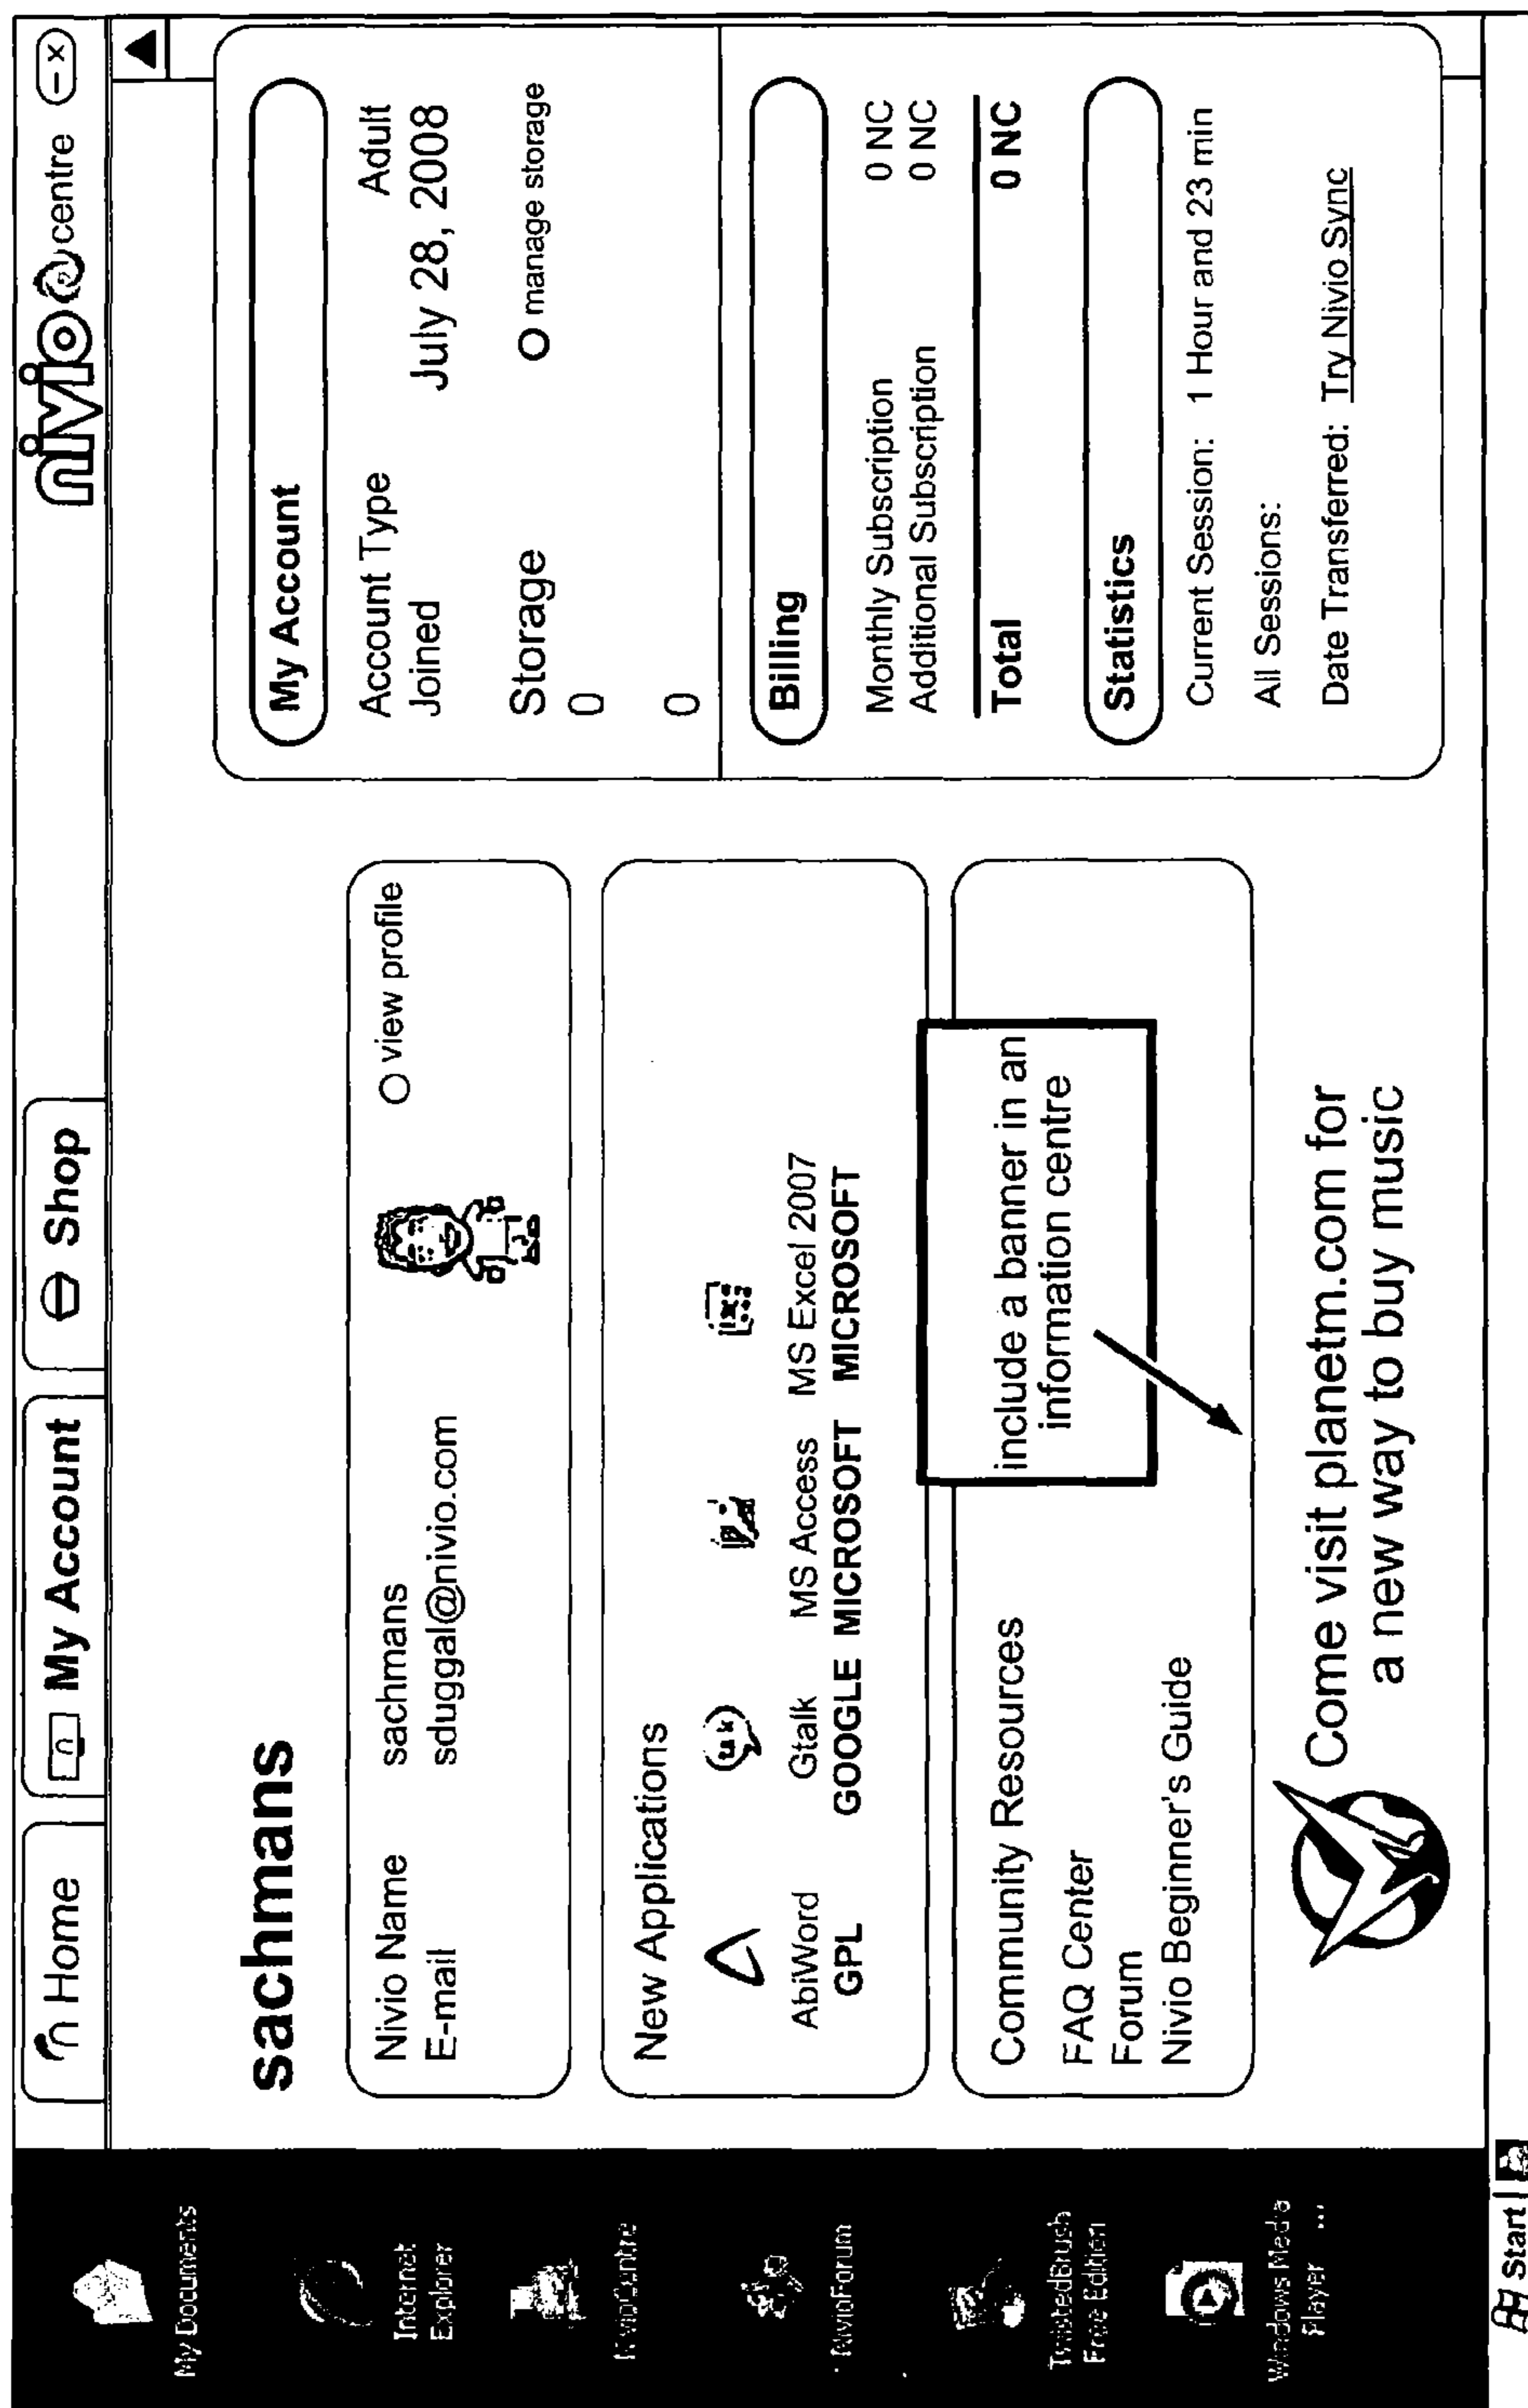 Home
My Account
Shop
nivio centre
sachmans
Nivio Name sachmans
E-mail sduggal@nivio.com
view profile
New Applications
AbiWord Gtalk MS Access MS Excel 2007
GPL GOOGLE MICROSOFT MICROSOFT
include a banner in an
information centre
Community Resources
FAQ Center
Forum
Nivio Beginner's Guide
Come visit planetm.com for
a new way to buy music
My Account
Account Type Adult
Joined July 28, 2008
Storage manage storage
0
0
Billing
Monthly Subscription 0 NC
Additional Subscription 0 NC
Total 0 NC
Statistics
Current Session: 1 Hour and 23 min
All Sessions:
Date Transferred: Try Nivio Sync
My Documents
Internet
Explorer
NivioCentre
NivioForum
TwistedBrush
Free Edition
Windows Media
Player ...
Start